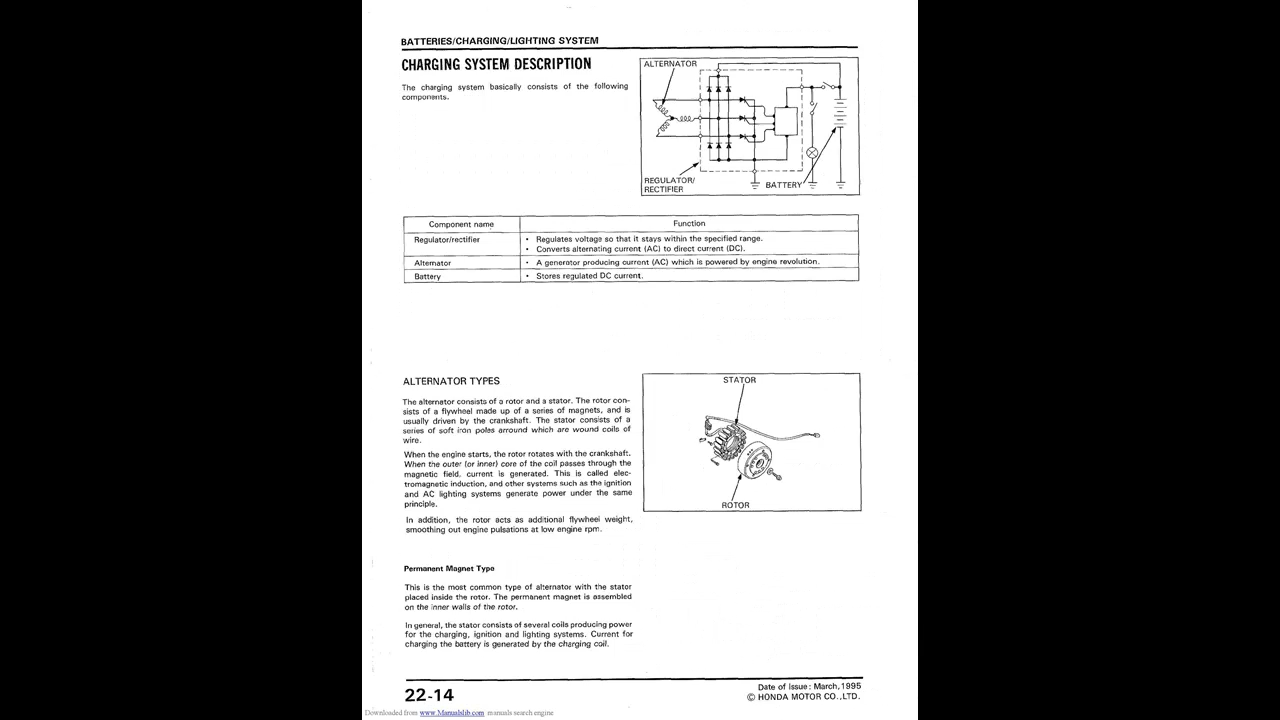 BATTERIES/CHARGING/LIGHTING SYSTEM
CHARGING SYSTEM DESCRIPTION
The charging system basically consists of the following
components.
ALTERNATOR
REGULATOR/
RECTIFIER
BATTERY
Component name Function
Regulator/rectifier • Regulates voltage so that it stays within the specified range.
• Converts alternating current (AC) to direct current (DC).
Alternator • A generator producing current (AC) which is powered by engine revolution.
Battery • Stores regulated DC current.
ALTERNATOR TYPES
The alternator consists of a rotor and a stator. The rotor con-
sists of a flywheel made up of a series of magnets, and is
usually driven by the crankshaft. The stator consists of a
series of soft iron poles arround which are wound coils of
wire.
When the engine starts, the rotor rotates with the crankshaft.
When the outer (or inner) core of the coil passes through the
magnetic field, current is generated. This is called elec-
tromagnetic induction, and other systems such as the ignition
and AC lighting systems generate power under the same
principle.
In addition, the rotor acts as additional flywheel weight,
smoothing out engine pulsations at low engine rpm.
STATOR
ROTOR
Permanent Magnet Type
This is the most common type of alternator with the stator
placed inside the rotor. The permanent magnet is assembled
on the inner walls of the rotor.
In general, the stator consists of several coils producing power
for the charging, ignition and lighting systems. Current for
charging the battery is generated by the charging coil.
22-14
Date of Issue: March, 1995
© HONDA MOTOR CO., LTD.
Downloaded from www.Manualslib.com manuals search engine